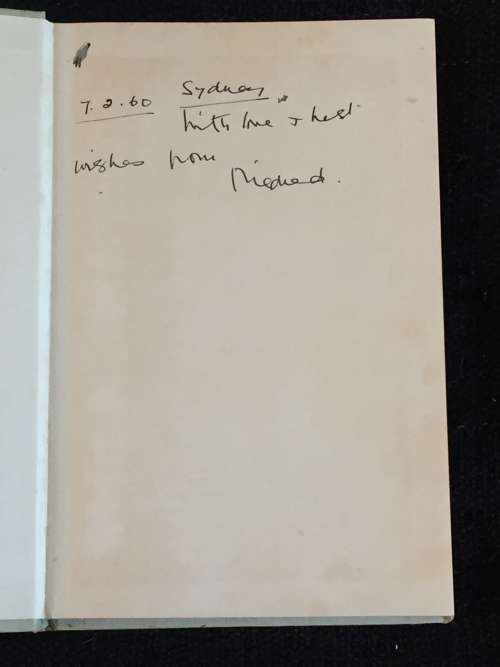 7.2.60 Sydney
With love & best
wishes from
Richard.